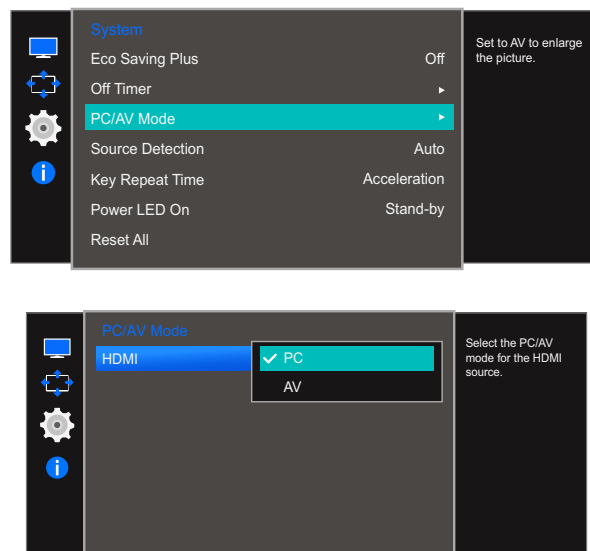 System
Eco Saving Plus Off
Off Timer
PC/AV Mode
Source Detection Auto
Key Repeat Time Acceleration
Power LED On Stand-by
Reset All
Set to AV to enlarge
the picture.
PC/AV Mode
HDMI PC
AV
Select the PC/AV
mode for the HDMI
source.